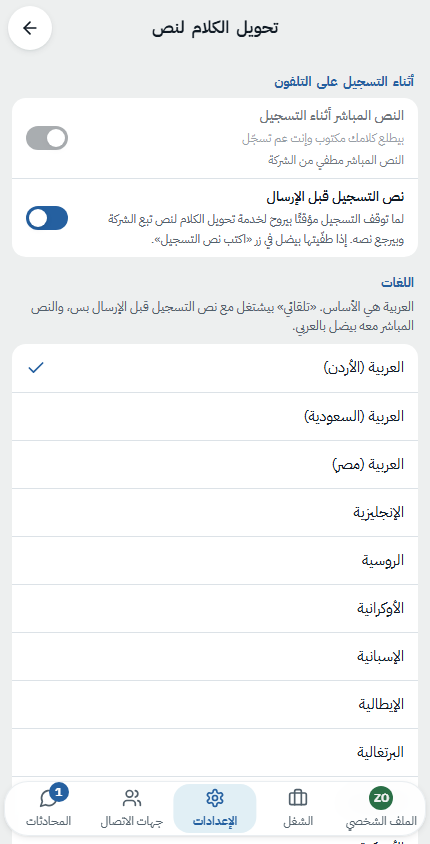 تحويل الكلام لنص
أثناء التسجيل على التلفون
النص المباشر أثناء التسجيل
بيطلع كلامك مكتوب وإنت عم تسجّل
النص المباشر مطفي من الشركة
نص التسجيل قبل الإرسال
لما توقف التسجيل مؤقتًا بيروح لخدمة تحويل الكلام لنص تبع الشركة
وبيرجع نصه. إذا طفّيتها بيضل في زر «اكتب نص التسجيل».
اللغات
العربية هي الأساس. «تلقائي» بيشتغل مع نص التسجيل قبل الإرسال بس، والنص
المباشر معه بيضل بالعربي.
العربية (الأردن)
العربية (السعودية)
العربية (مصر)
الإنجليزية
الروسية
الأوكرانية
الإسبانية
الإيطالية
البرتغالية
ZO
1
الملف الشخصي
الشغل
الإعدادات
جهات الاتصال
المحادثات